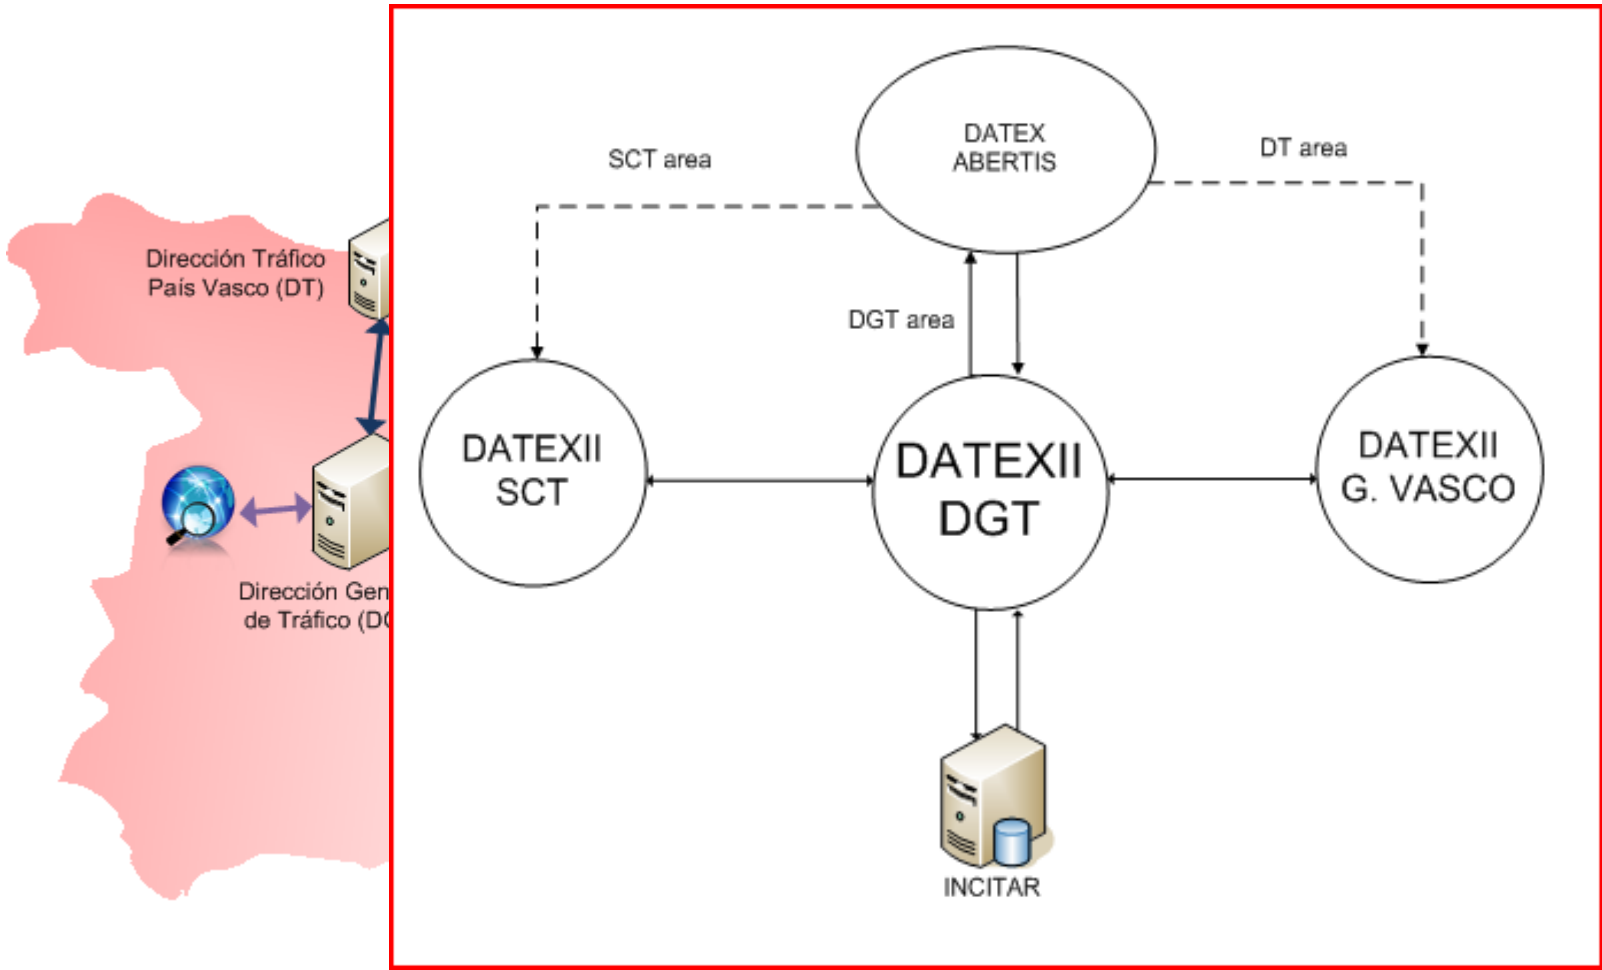 Dirección Tráfico
País Vasco (DT)
Dirección Gen
de Tráfico (DG
DATEX
ABERTIS
SCT area
DT area
DGT area
DATEXII
SCT
DATEXII
DGT
DATEXII
G. VASCO
INCITAR